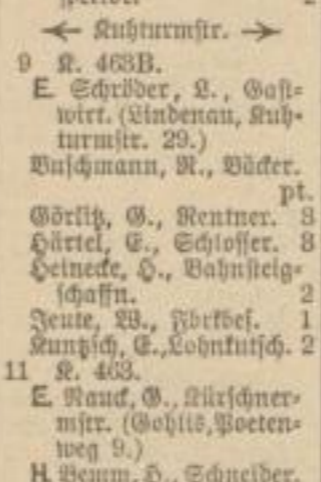 ← Kuhturmstr. →
9 K. 463B.
E Schröder, L., Gast-
wirt. (Lindenau, Kuh-
turmstr. 29.)
Buschmann, R., Bäcker.
pt.
Görlitz, G., Rentner. 3
Härtel, E., Schlosser. 3
Heinecke, H., Bahnsteig-
schaffn. 2
Jeute, W., Fbrkbes. 1
Kuntzsch, E., Lohnkutsch. 2
11 K. 463.
E Nauck, G., Kürschner-
mstr. (Gohlis, Poeten-
weg 9.)
H Bemm, H., Schneider.